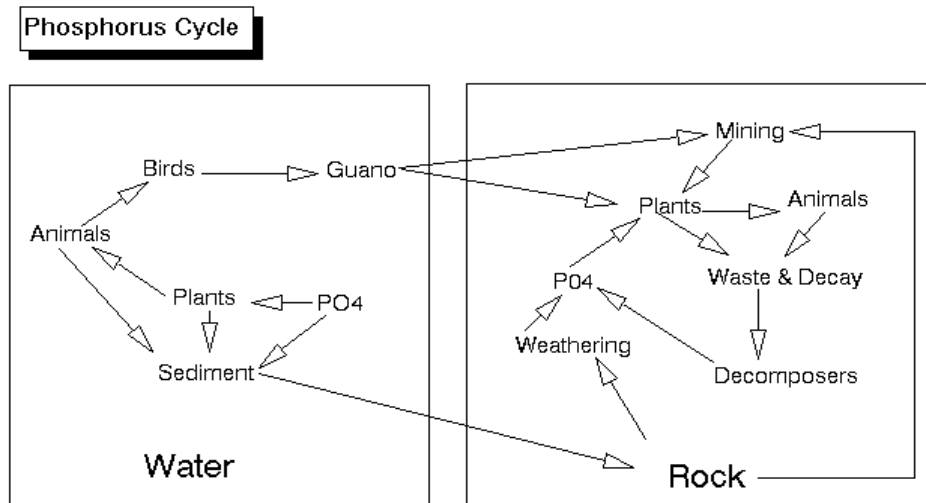 Phosphorus Cycle
Birds
Guano
Animals
Plants
PO4
Sediment
Water
Mining
Plants
Animals
P04
Waste & Decay
Weathering
Decomposers
Rock